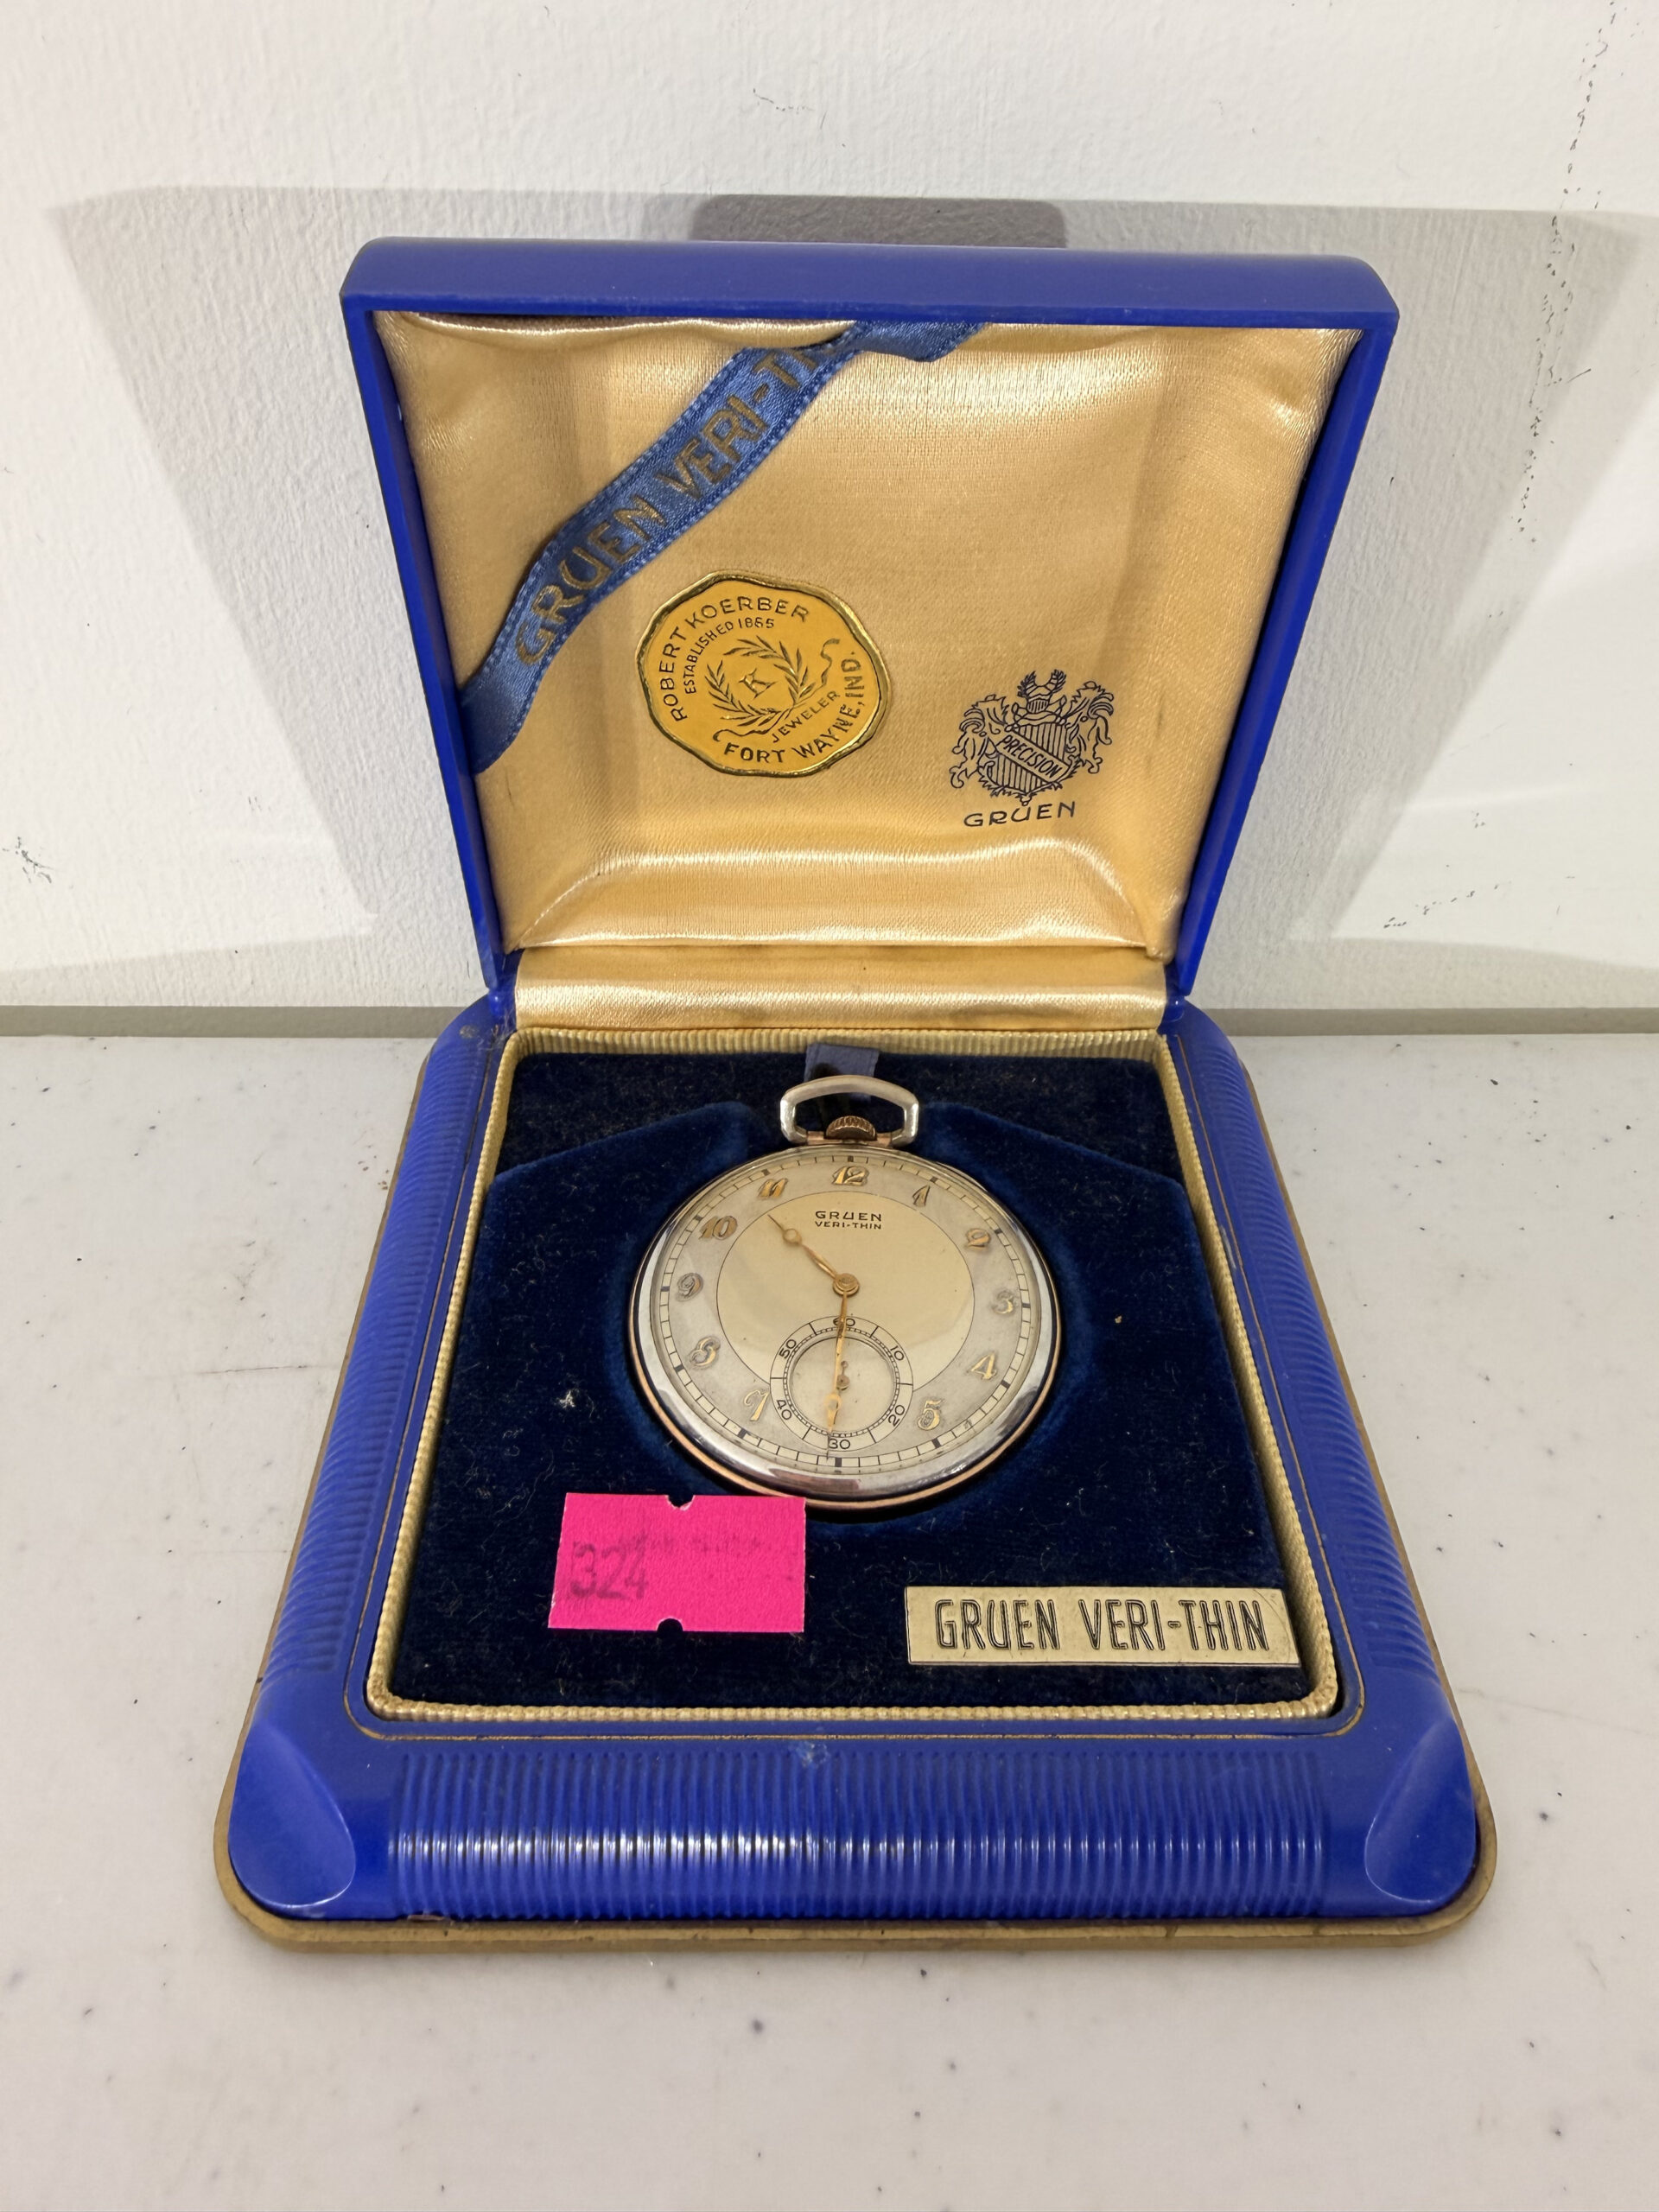 GRUEN VERI-TH
ROBERT KOERBER
ESTABLISHED 1865
K
JEWELER
FORT WAYNE, IND.
PRECISION
GRUEN
12
1
2
3
4
5
7
8
9
10
11
GRUEN
VERI-THIN
60
10
20
30
40
50
324
GRUEN VERI-THIN